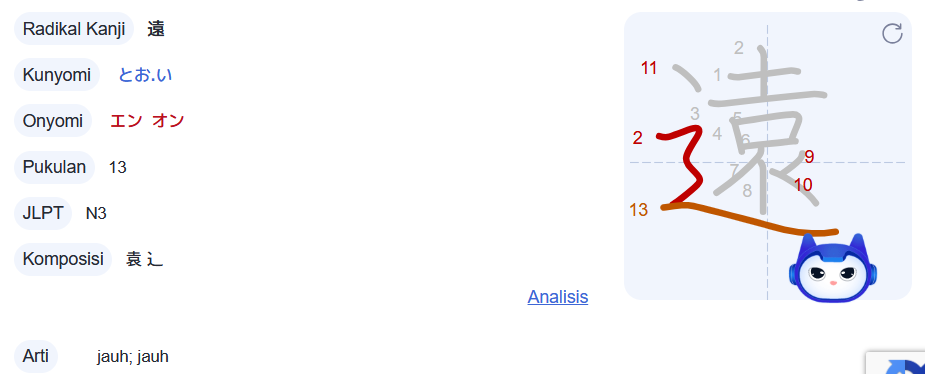 Radikal Kanji 遠
Kunyomi とお.い
Onyomi エン オン
Pukulan 13
JLPT N3
Komposisi 袁 辶
Analisis
Arti jauh; jauh
2
11 1
3 5
2 4 6
9
7
10
8
13
遠